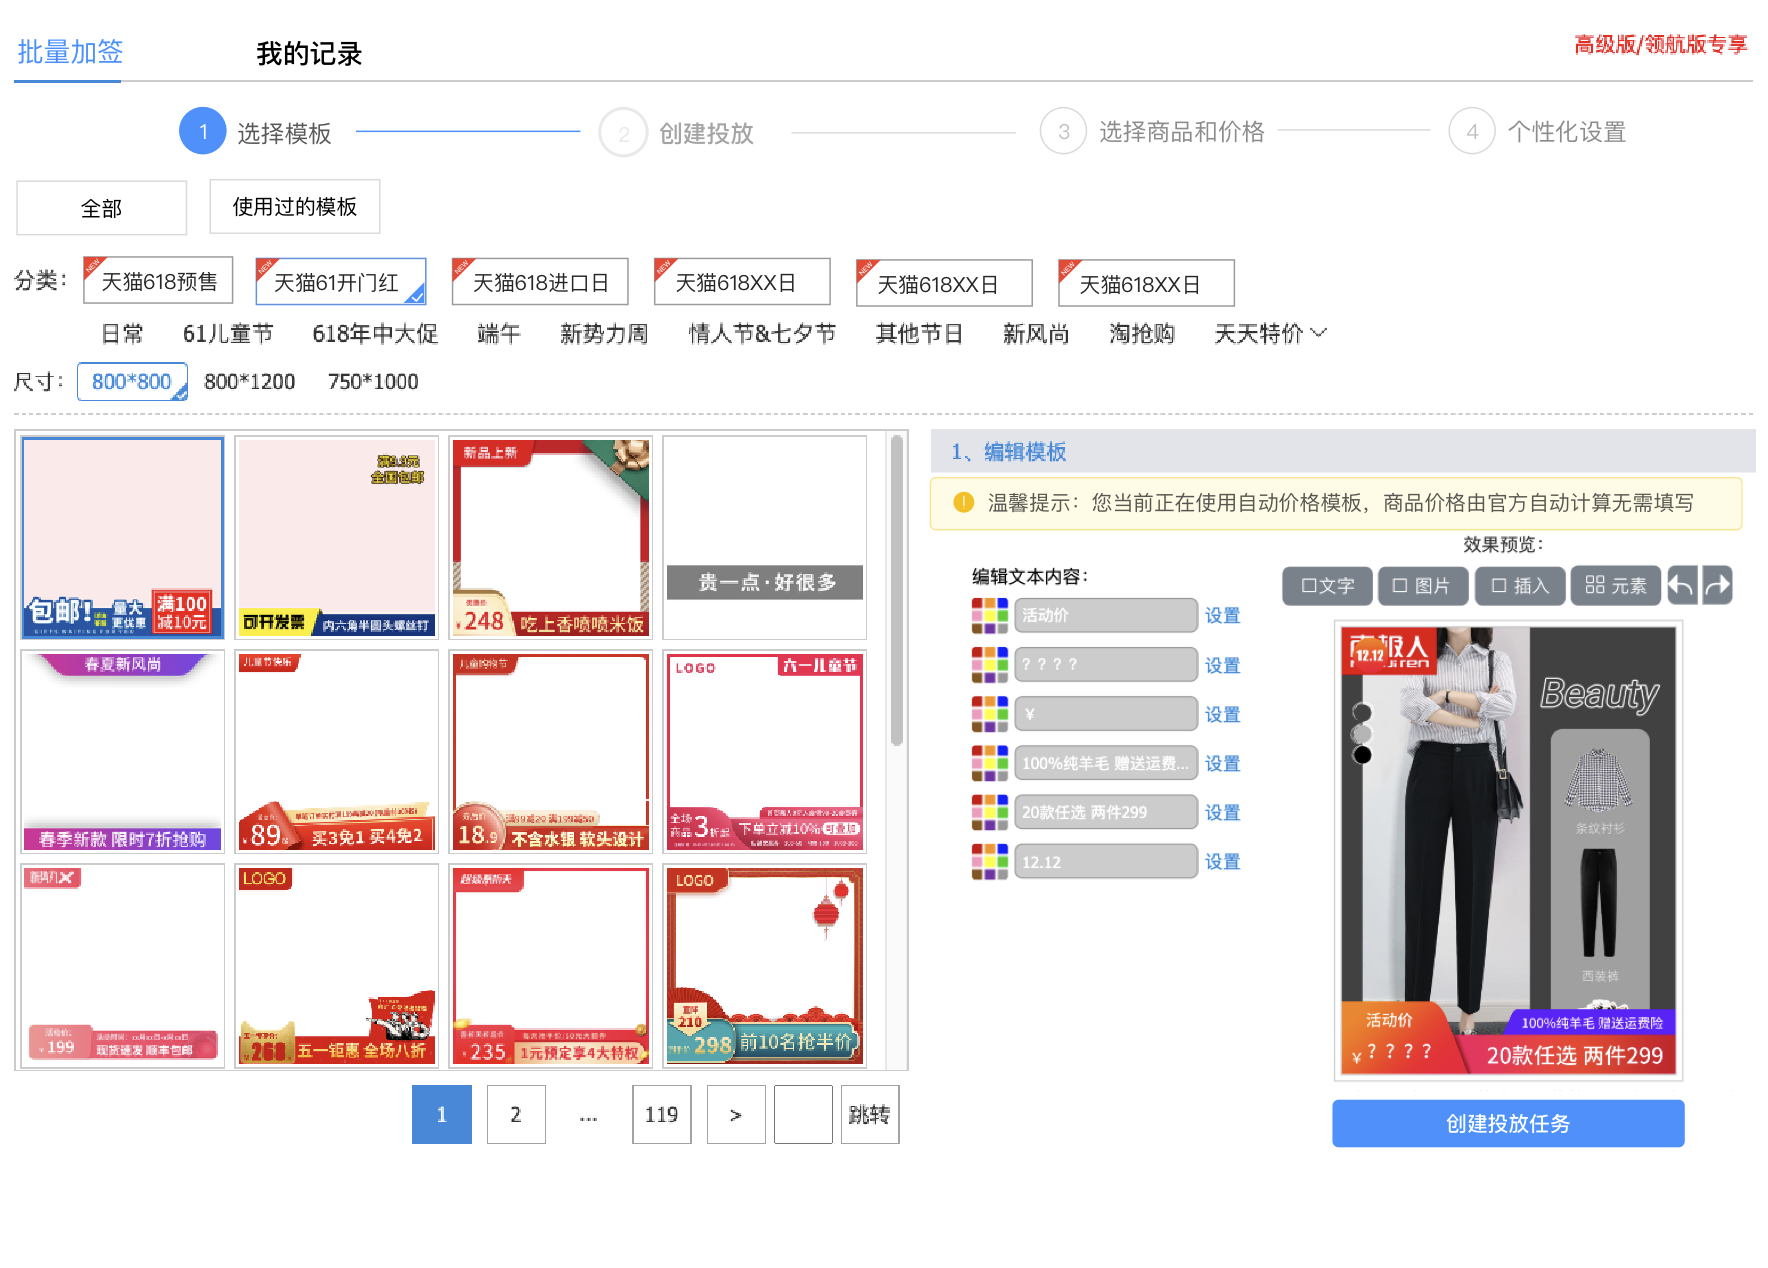 批量加签
我的记录
高级版/领航版专享
1 选择模板
2 创建投放
3 选择商品和价格
4 个性化设置
全部
使用过的模板
分类：
NEW 天猫618预售
NEW 天猫61开门红
NEW 天猫618进口日
NEW 天猫618XX日
NEW 天猫618XX日
NEW 天猫618XX日
日常 61儿童节 618年中大促 端午 新势力周 情人节&七夕节 其他节日 新风尚 淘抢购 天天特价
尺寸： 800*800 800*1200 750*1000
包邮！
量大
更优惠
满100
减10元
全国包邮
可开发票
内六角半圆头螺丝钉
新品上新
248
吃上香喷喷米饭
贵一点·好很多
春夏新风尚
春季新款 限时7折抢购
儿童节快乐
89
买3免1 买4免2
儿童购物节
18.9
满99减20 满199减50
不含水银 软头设计
LOGO
六一儿童节
全场
商品3折起
下单立减10% 可叠加
活动价：
199
现货速发 顺丰包邮
LOGO
268
五一钜惠 全场八折
235
1元预定享4大特权
LOGO
210
298
前10名抢半价
1 2 ... 119 > 跳转
1、编辑模板
温馨提示：您当前正在使用自动价格模板，商品价格由官方自动计算无需填写
效果预览：
编辑文本内容：
文字 图片 插入 元素
活动价 设置
? ? ? ? 设置
¥ 设置
100%纯羊毛 赠送运费... 设置
20款任选 两件299 设置
12.12 设置
12.12
Beauty
条纹衬衫
西装裤
活动价
¥ ? ? ? ?
100%纯羊毛 赠送运费险
20款任选 两件299
创建投放任务